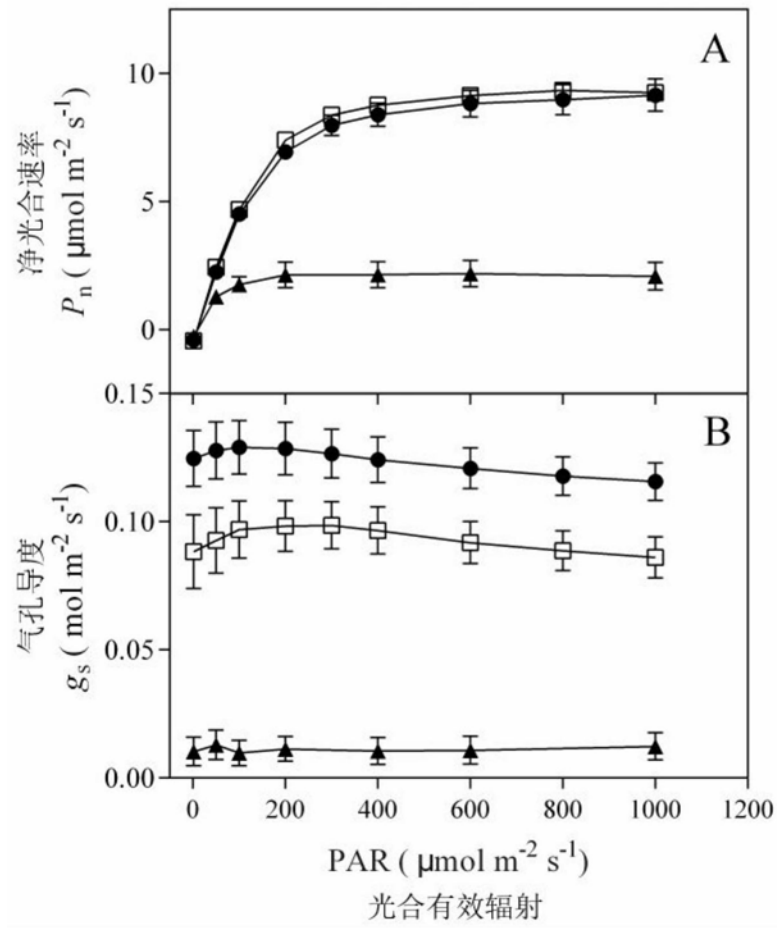 A
10
5
0
净光合速率
Pn ( μmol m-2 s-1)
B
0.15
0.10
0.05
0.00
气孔导度
gs ( mol m-2 s-1)
0 200 400 600 800 1000 1200
PAR ( μmol m-2 s-1)
光合有效辐射